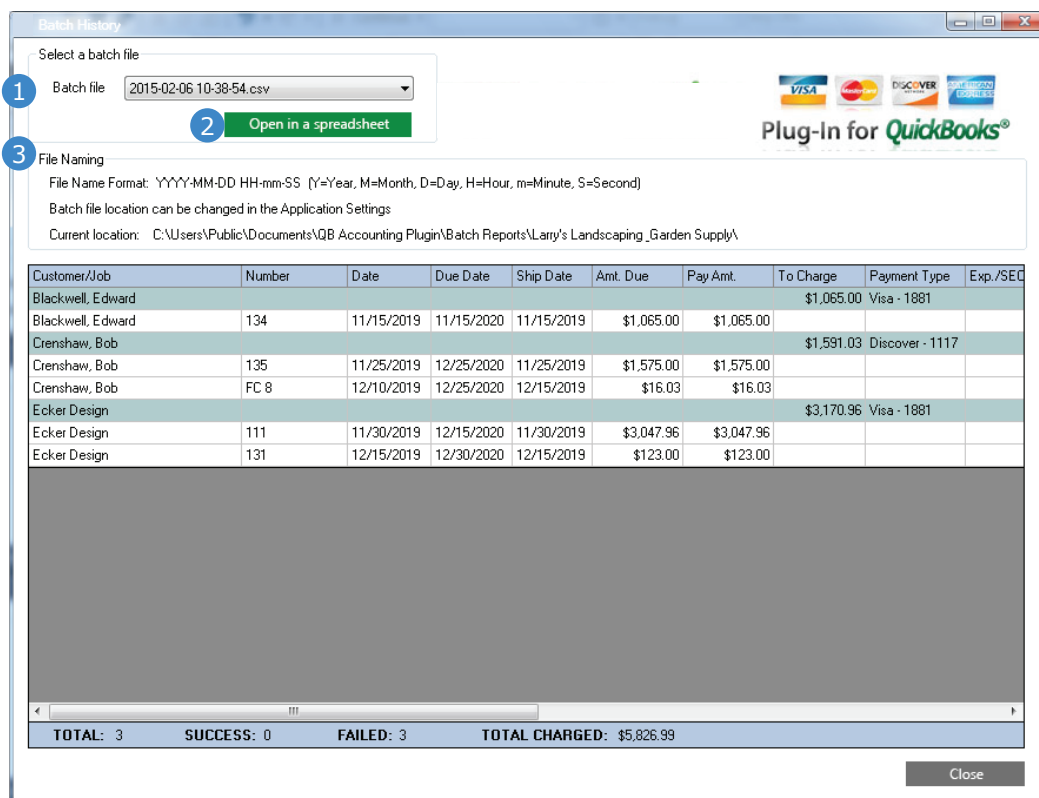 Batch History
Select a batch file
1 Batch file 2015-02-06 10-38-54.csv
2 Open in a spreadsheet
VISA MasterCard DISCOVER NETWORK AMERICAN EXPRESS
Plug-In for QuickBooks®
3 File Naming
File Name Format: YYYY-MM-DD HH-mm-SS (Y=Year, M=Month, D=Day, H=Hour, m=Minute, S=Second)
Batch file location can be changed in the Application Settings
Current location: C:\Users\Public\Documents\QB Accounting Plugin\Batch Reports\Larry's Landscaping _Garden Supply\
Customer/Job Number Date Due Date Ship Date Amt. Due Pay Amt. To Charge Payment Type Exp./SEC
Blackwell, Edward $1,065.00 Visa - 1881
Blackwell, Edward 134 11/15/2019 11/15/2020 11/15/2019 $1,065.00 $1,065.00
Crenshaw, Bob $1,591.03 Discover - 1117
Crenshaw, Bob 135 11/25/2019 12/25/2020 11/25/2019 $1,575.00 $1,575.00
Crenshaw, Bob FC 8 12/10/2019 12/25/2020 12/15/2019 $16.03 $16.03
Ecker Design $3,170.96 Visa - 1881
Ecker Design 111 11/30/2019 12/15/2020 11/30/2019 $3,047.96 $3,047.96
Ecker Design 131 12/15/2019 12/30/2020 12/15/2019 $123.00 $123.00
TOTAL: 3 SUCCESS: 0 FAILED: 3 TOTAL CHARGED: $5,826.99
Close